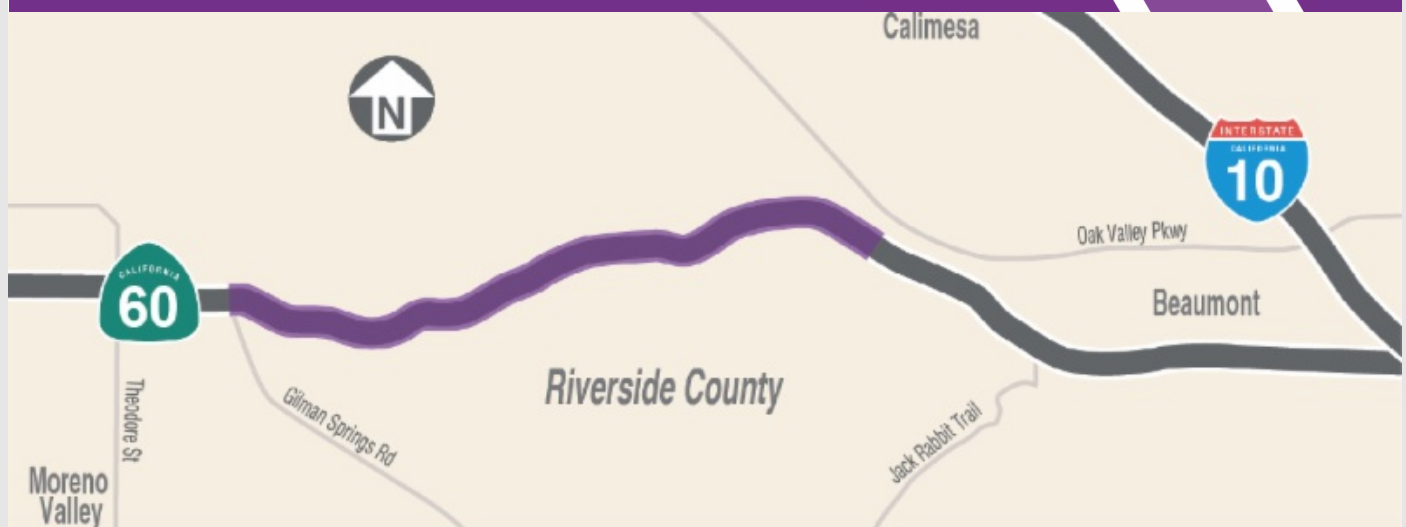 Calimesa
N
INTERSTATE
CALIFORNIA
10
Oak Valley Pkwy
CALIFORNIA
60
Beaumont
Riverside County
Theodore St
Gilman Springs Rd
Jack Rabbit Trail
Moreno
Valley